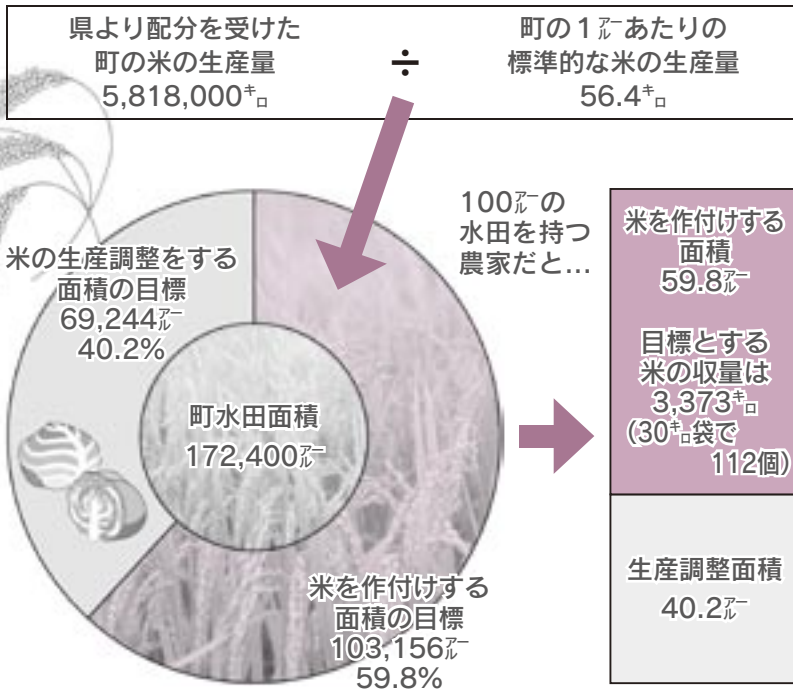 県より配分を受けた
町の米の生産量
5,818,000㌔
÷
町の1㌃あたりの
標準的な米の生産量
56.4㌔
米の生産調整をする
面積の目標
69,244㌃
40.2%
町水田面積
172,400㌃
米を作付けする
面積の目標
103,156㌃
59.8%
100㌃の
水田を持つ
農家だと…
米を作付けする
面積
59.8㌃
目標とする
米の収量は
3,373㌔
(30㌔袋で
112個)
生産調整面積
40.2㌃